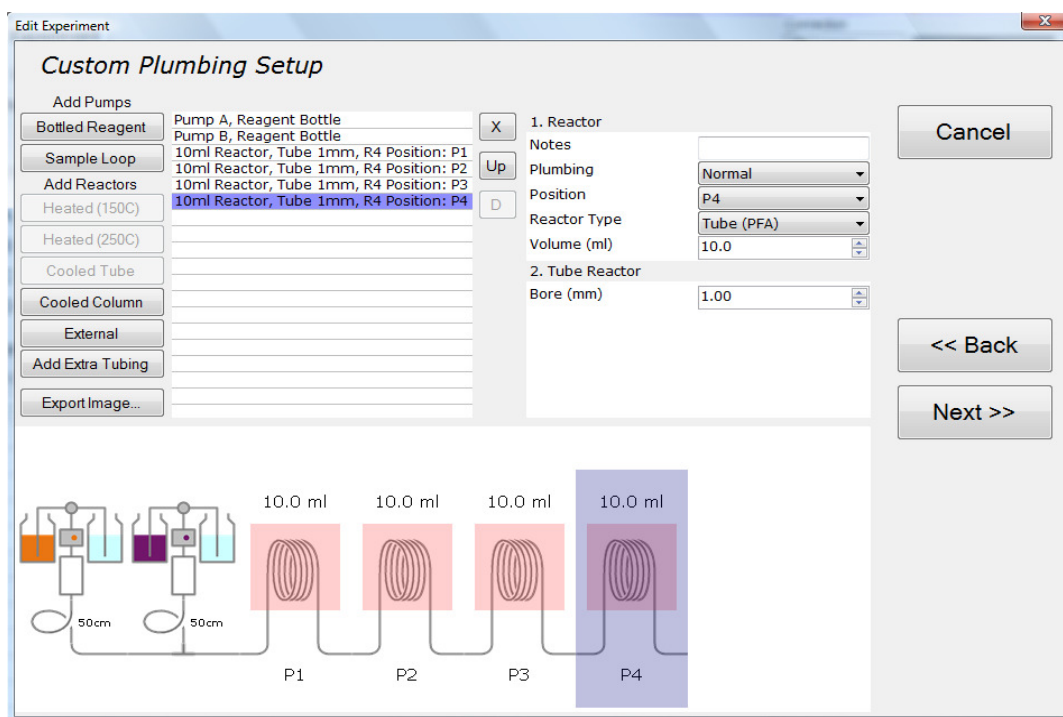 Edit Experiment
X
Custom Plumbing Setup
Add Pumps
Bottled Reagent
Sample Loop
Add Reactors
Heated (150C)
Heated (250C)
Cooled Tube
Cooled Column
External
Add Extra Tubing
Export Image...
Pump A, Reagent Bottle
Pump B, Reagent Bottle
10ml Reactor, Tube 1mm, R4 Position: P1
10ml Reactor, Tube 1mm, R4 Position: P2
10ml Reactor, Tube 1mm, R4 Position: P3
10ml Reactor, Tube 1mm, R4 Position: P4
X
Up
D
1. Reactor
Notes
Plumbing Normal
Position P4
Reactor Type Tube (PFA)
Volume (ml) 10.0
2. Tube Reactor
Bore (mm) 1.00
Cancel
<< Back
Next >>
10.0 ml 10.0 ml 10.0 ml 10.0 ml
50cm 50cm
P1 P2 P3 P4